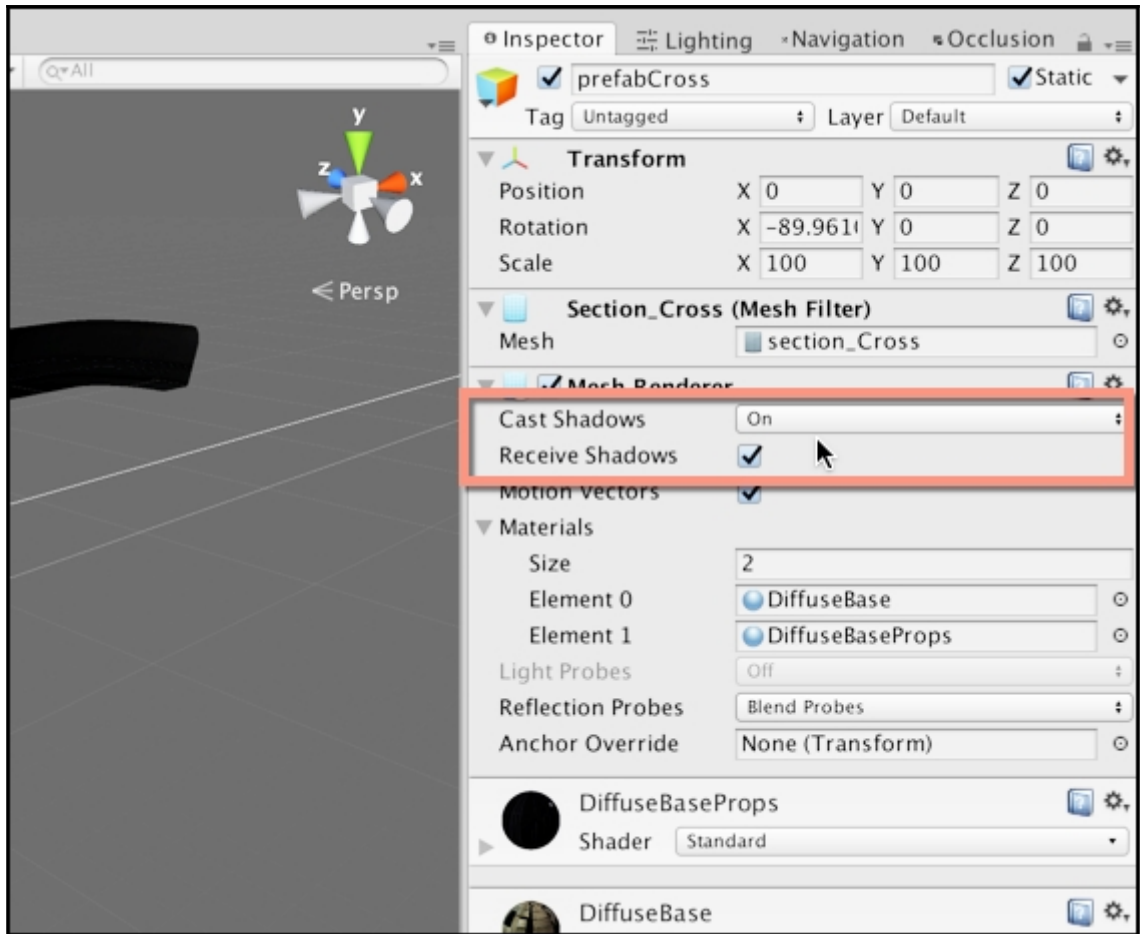 Inspector Lighting Navigation Occlusion
All
prefabCross Static
Tag Untagged Layer Default
y
z x
Persp
Transform
Position X 0 Y 0 Z 0
Rotation X -89.961 Y 0 Z 0
Scale X 100 Y 100 Z 100
Section_Cross (Mesh Filter)
Mesh section_Cross
Mesh Renderer
Cast Shadows On
Receive Shadows
Motion Vectors
Materials
Size 2
Element 0 DiffuseBase
Element 1 DiffuseBaseProps
Light Probes Off
Reflection Probes Blend Probes
Anchor Override None (Transform)
DiffuseBaseProps
Shader Standard
DiffuseBase